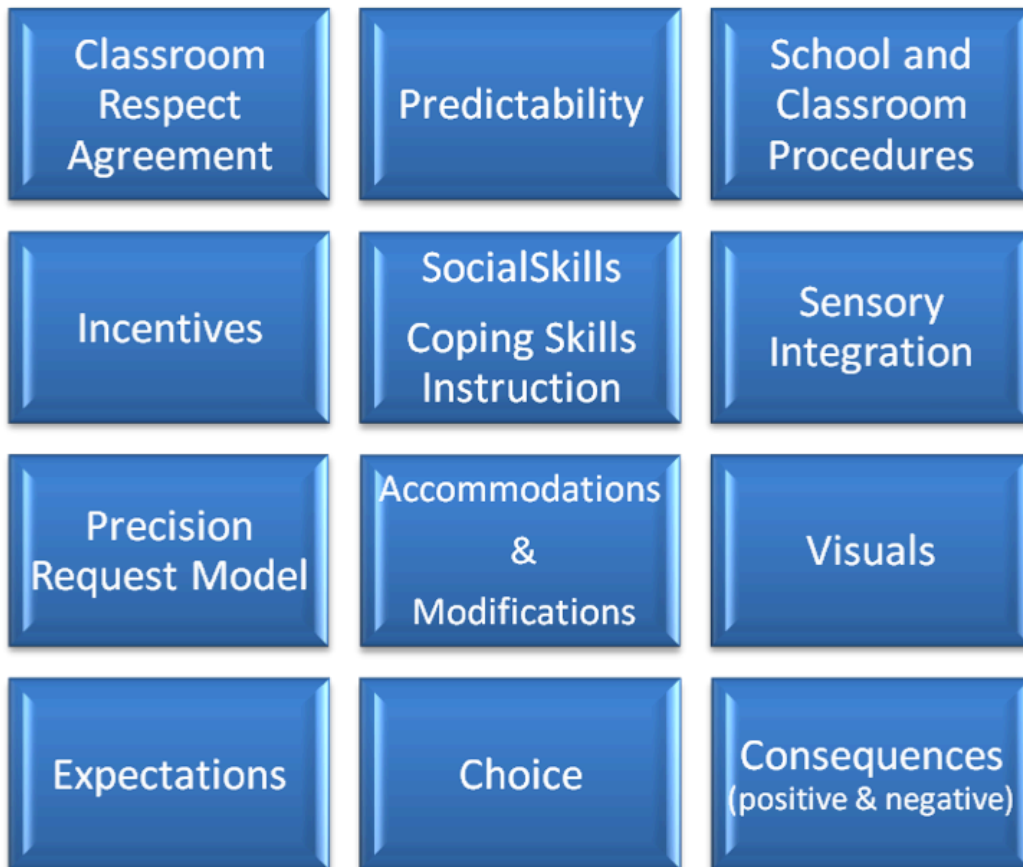 Classroom
Respect
Agreement
Predictability
School and
Classroom
Procedures
Incentives
SocialSkills
Coping Skills
Instruction
Sensory
Integration
Precision
Request Model
Accommodations
&
Modifications
Visuals
Expectations
Choice
Consequences
(positive & negative)